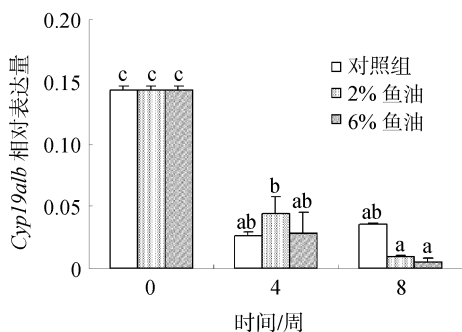 0.20
0.15
0.10
0.05
0
Cyp19alb 相对表达量
c c c
ab b ab
ab a a
对照组
2% 鱼油
6% 鱼油
0 4 8
时间/周